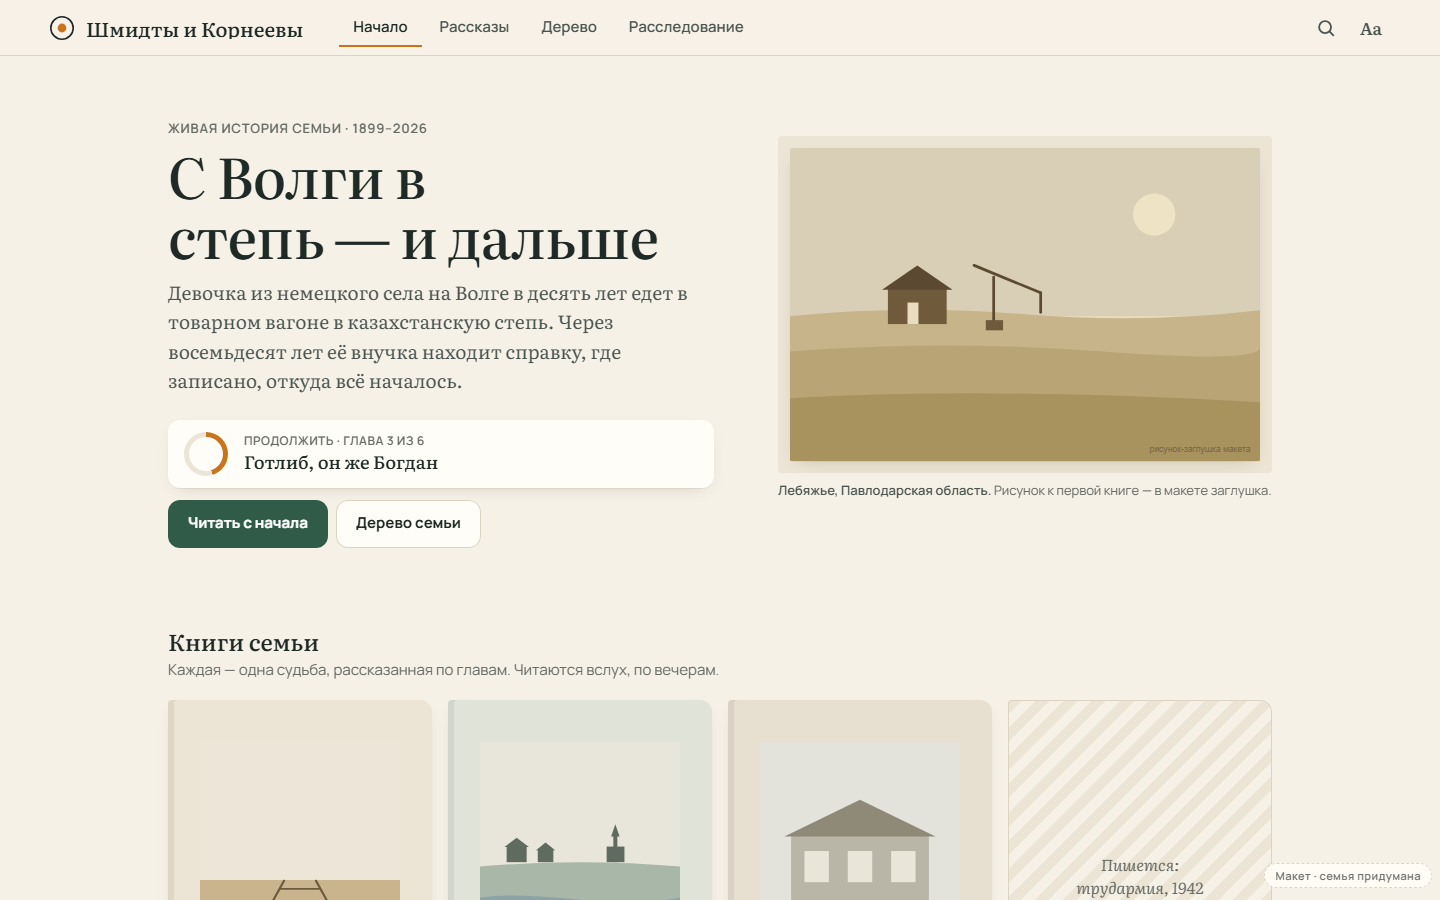 Шмидты и Корнеевы
Начало
Рассказы
Дерево
Расследование
Aa
ЖИВАЯ ИСТОРИЯ СЕМЬИ · 1899–2026
С Волги в
степь — и дальше
Девочка из немецкого села на Волге в десять лет едет в
товарном вагоне в казахстанскую степь. Через
восемьдесят лет её внучка находит справку, где
записано, откуда всё началось.
ПРОДОЛЖИТЬ · ГЛАВА 3 ИЗ 6
Готлиб, он же Богдан
Читать с начала
Дерево семьи
рисунок-заглушка макета
Лебяжье, Павлодарская область. Рисунок к первой книге — в макете заглушка.
Книги семьи
Каждая — одна судьба, рассказанная по главам. Читаются вслух, по вечерам.
Пишется:
трудармия, 1942
Макет · семья придумана